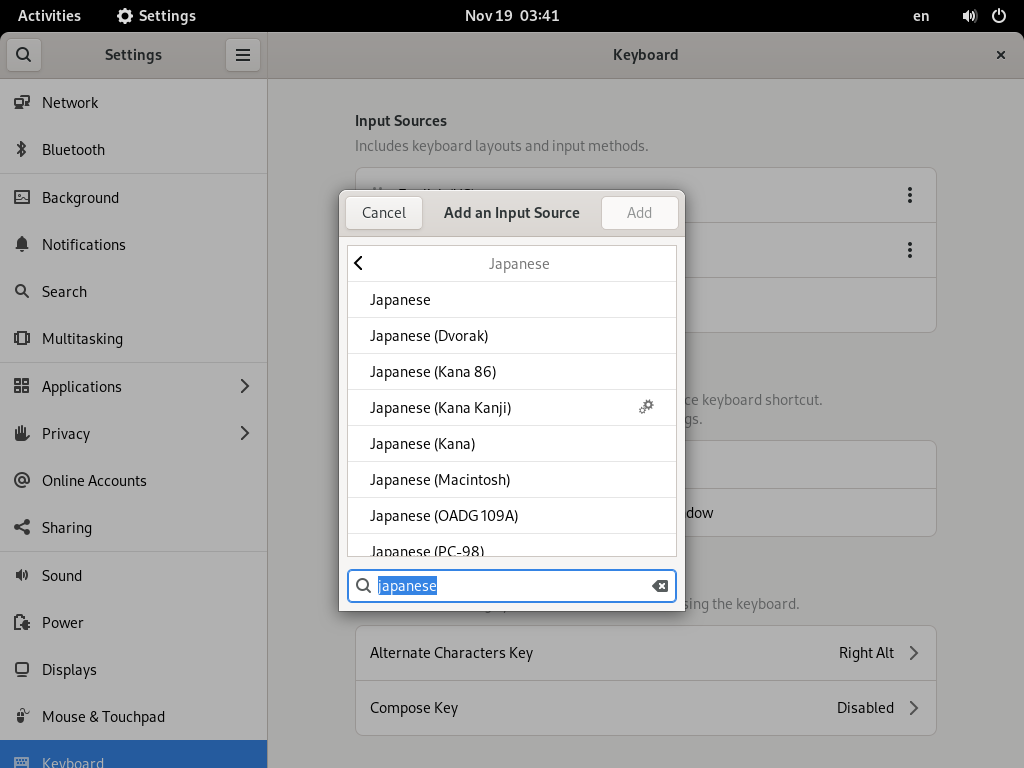 Activities
Settings
Nov 19 03:41
en
Settings
Keyboard
Network
Bluetooth
Background
Notifications
Search
Multitasking
Applications
Privacy
Online Accounts
Sharing
Sound
Power
Displays
Mouse & Touchpad
Keyboard
Input Sources
Includes keyboard layouts and input methods.
Cancel
Add an Input Source
Add
Japanese
Japanese
Japanese (Dvorak)
Japanese (Kana 86)
Japanese (Kana Kanji)
Japanese (Kana)
Japanese (Macintosh)
Japanese (OADG 109A)
Japanese (PC-98)
japanese
keyboard shortcut.
sing the keyboard.
Alternate Characters Key
Right Alt
Compose Key
Disabled